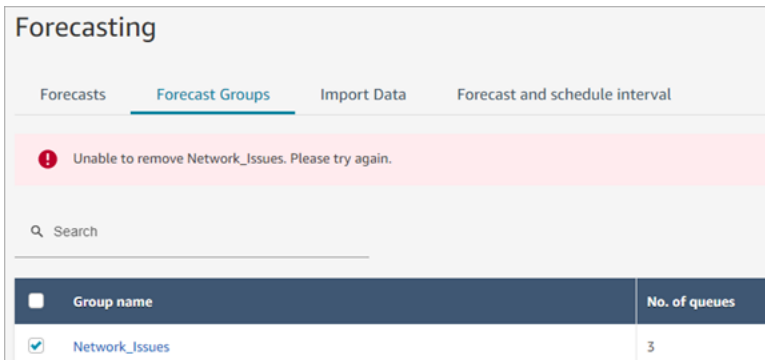 Forecasting
Forecasts Forecast Groups Import Data Forecast and schedule interval
Unable to remove Network_Issues. Please try again.
Search
Group name No. of queues
Network_Issues 3